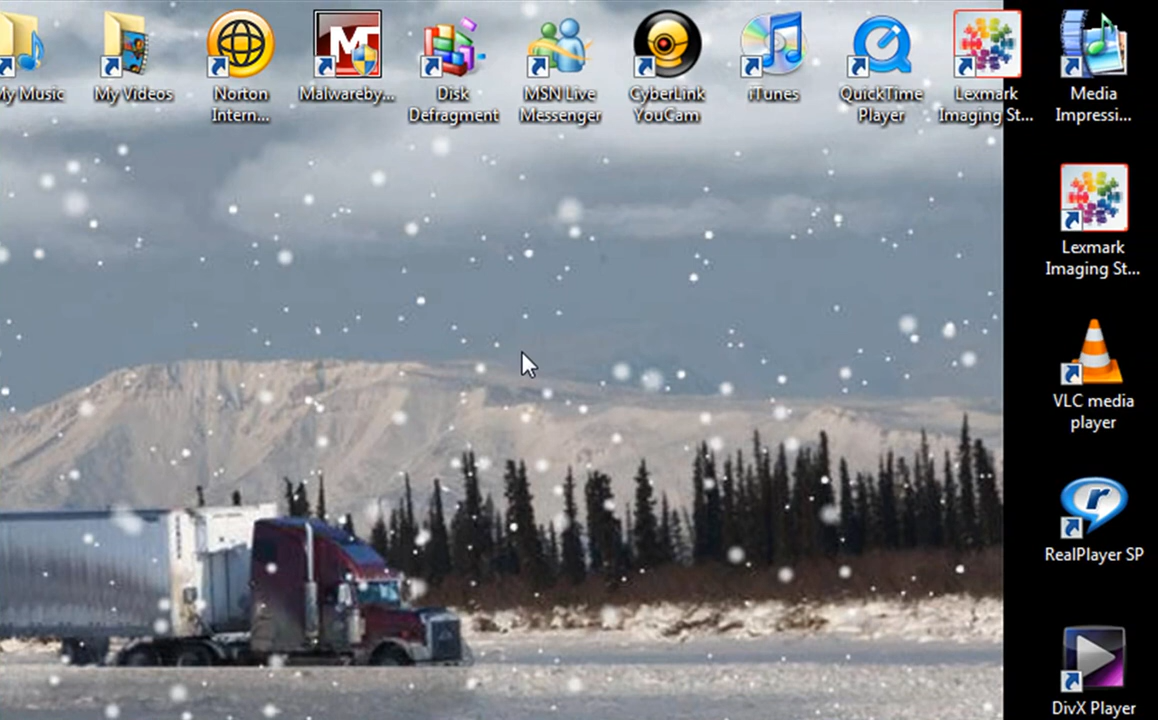 My Music
My Videos
Norton
Intern...
Malwareby...
Disk
Defragment
MSN Live
Messenger
CyberLink
YouCam
iTunes
QuickTime
Player
Lexmark
Imaging St...
Media
Impressi...
Lexmark
Imaging St...
VLC media
player
RealPlayer SP
DivX Player